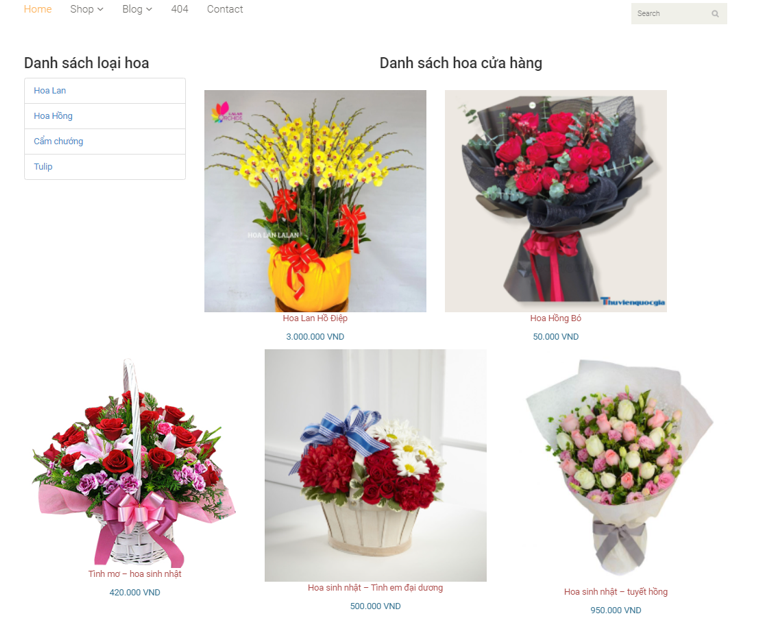 Home Shop Blog 404 Contact Search
Danh sách loại hoa
Danh sách hoa cửa hàng
Hoa Lan
Hoa Hồng
Cẩm chướng
Tulip
HOA LAN LALAN
Thuvienquocgia
Hoa Lan Hồ Điệp
3.000.000 VND
Hoa Hồng Bó
50.000 VND
Tình mơ – hoa sinh nhật
420.000 VND
Hoa sinh nhật – Tình em đại dương
500.000 VND
Hoa sinh nhật – tuyết hồng
950.000 VND